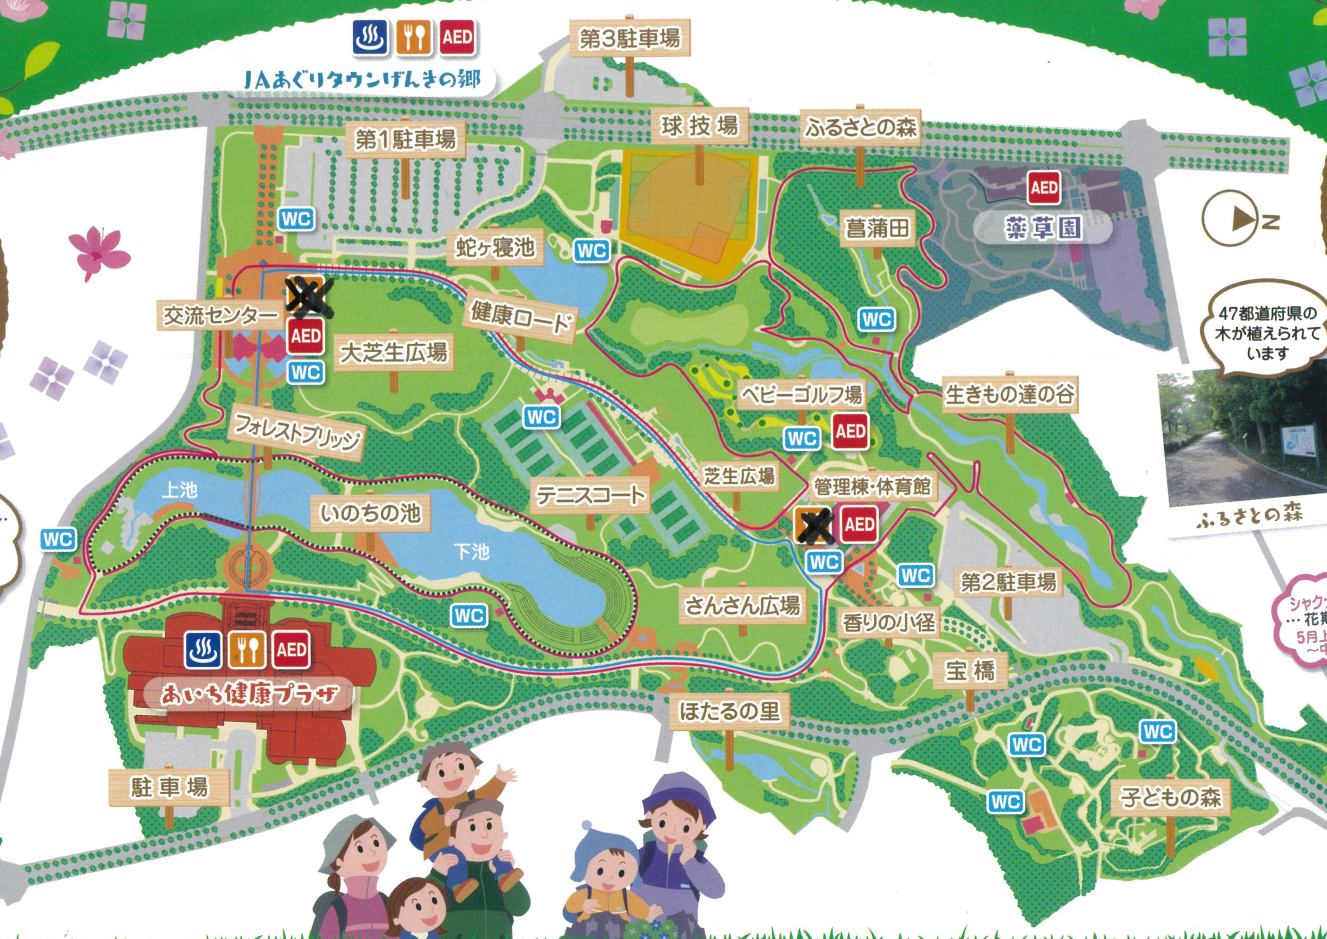 第3駐車場
AED
JAあぐりタウンげんきの郷
第1駐車場
球技場
ふるさとの森
AED
薬草園
WC
菖蒲田
N
蛇ヶ寝池
WC
交流センター
健康ロード
WC
47都道府県の
木が植えられて
います
AED
大芝生広場
WC
ベビーゴルフ場
生きもの達の谷
フォレストブリッジ
WC
WC
AED
上池
いのちの池
テニスコート
芝生広場
管理棟・体育館
ふるさとの森
WC
下池
AED
WC
WC
第2駐車場
さんさん広場
香りの小径
WC
シャク
…花期
5月上
～中
AED
あいち健康プラザ
宝橋
ほたるの里
WC
WC
駐車場
WC
子どもの森